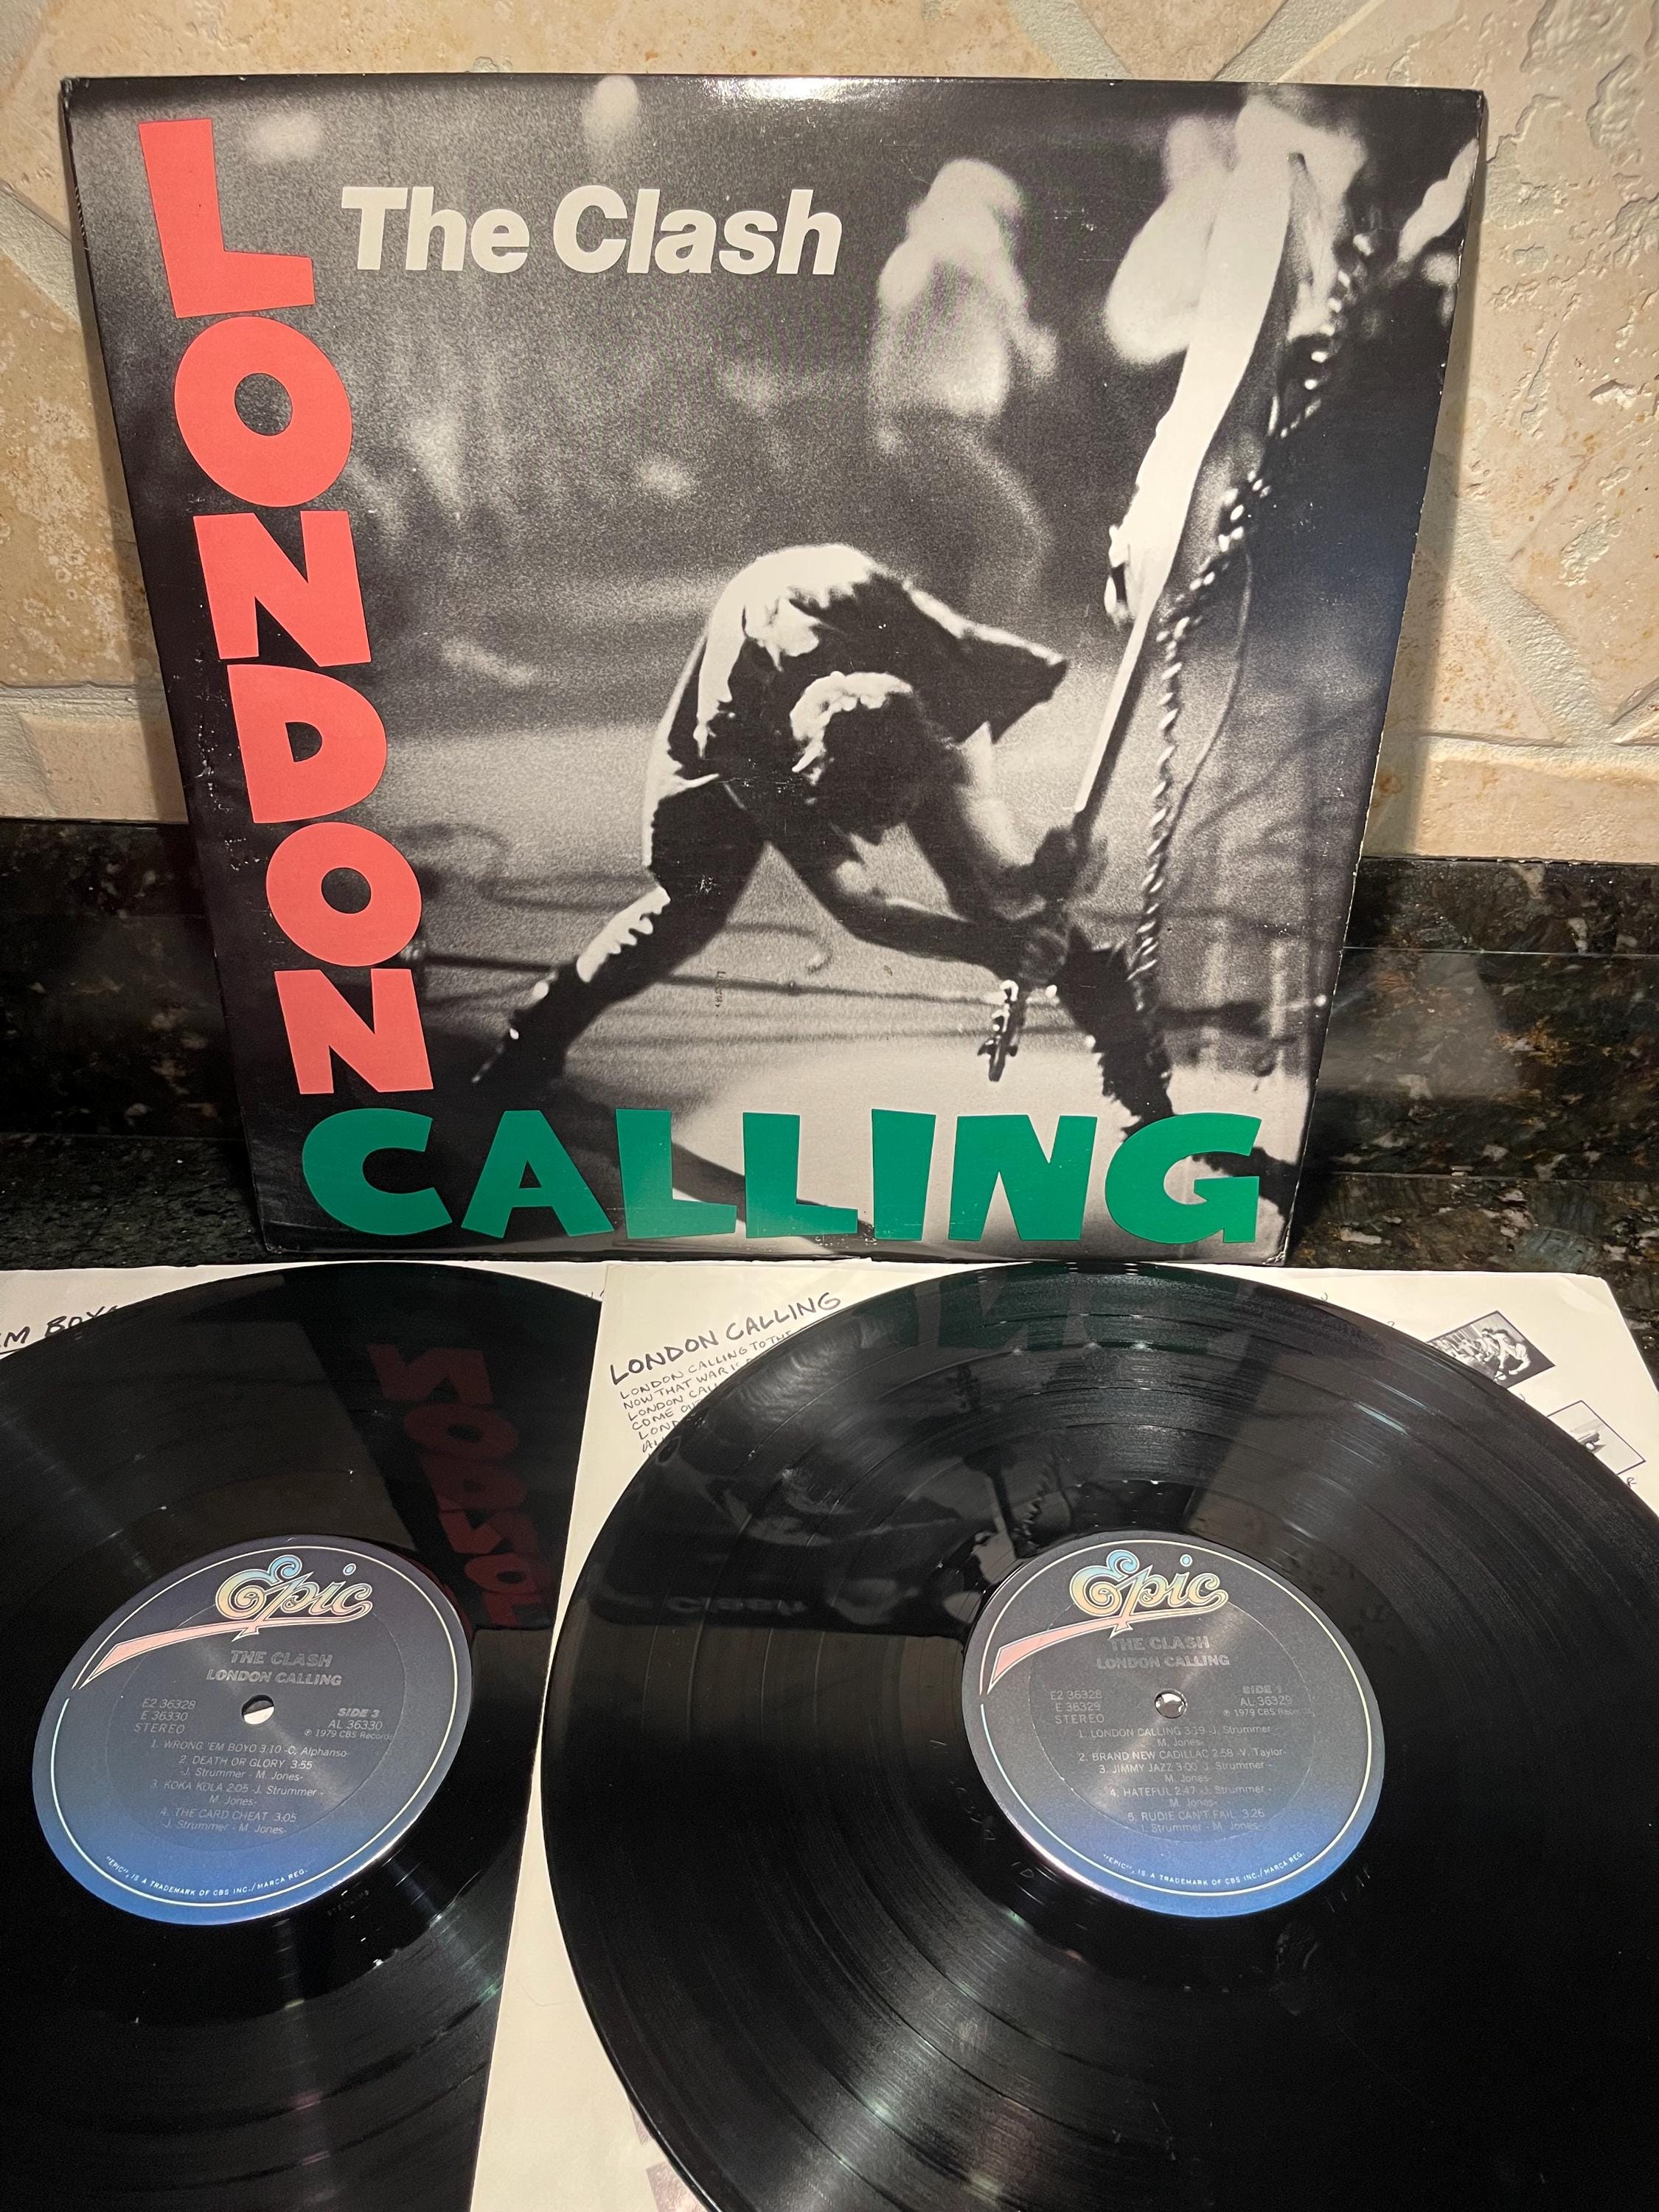 The Clash
LONDON
CALLING
LONDON CALLING
LONDON CALLING TO THE
NOW THAT WAR IS
LONDON CAL
COME OU
LOND
Epic
THE CLASH
LONDON CALLING
E2 36328
E 36330
STEREO
SIDE 3
AL 36330
℗ 1979 CBS Records
1. WRONG 'EM BOYO 3:10 -C. Alphanso-
2. DEATH OR GLORY 3:55
-J. Strummer - M. Jones-
3. KOKA KOLA 2:05 -J. Strummer -
M. Jones-
4. THE CARD CHEAT 3:05
-J. Strummer - M. Jones-
"EPIC", IS A TRADEMARK OF CBS INC./MARCA REG.
Epic
THE CLASH
LONDON CALLING
E2 36328
E 36329
STEREO
SIDE 1
AL 36329
℗ 1979 CBS Records
1. LONDON CALLING 3:19 -J. Strummer
M. Jones-
2. BRAND NEW CADILLAC 2:58 -V. Taylor-
3. JIMMY JAZZ 3:00 -J. Strummer -
M. Jones-
4. HATEFUL 2:47 -J. Strummer -
M. Jones-
5. RUDIE CAN'T FAIL 3:26
-J. Strummer - M. Jones-
"EPIC", IS A TRADEMARK OF CBS INC./MARCA REG.